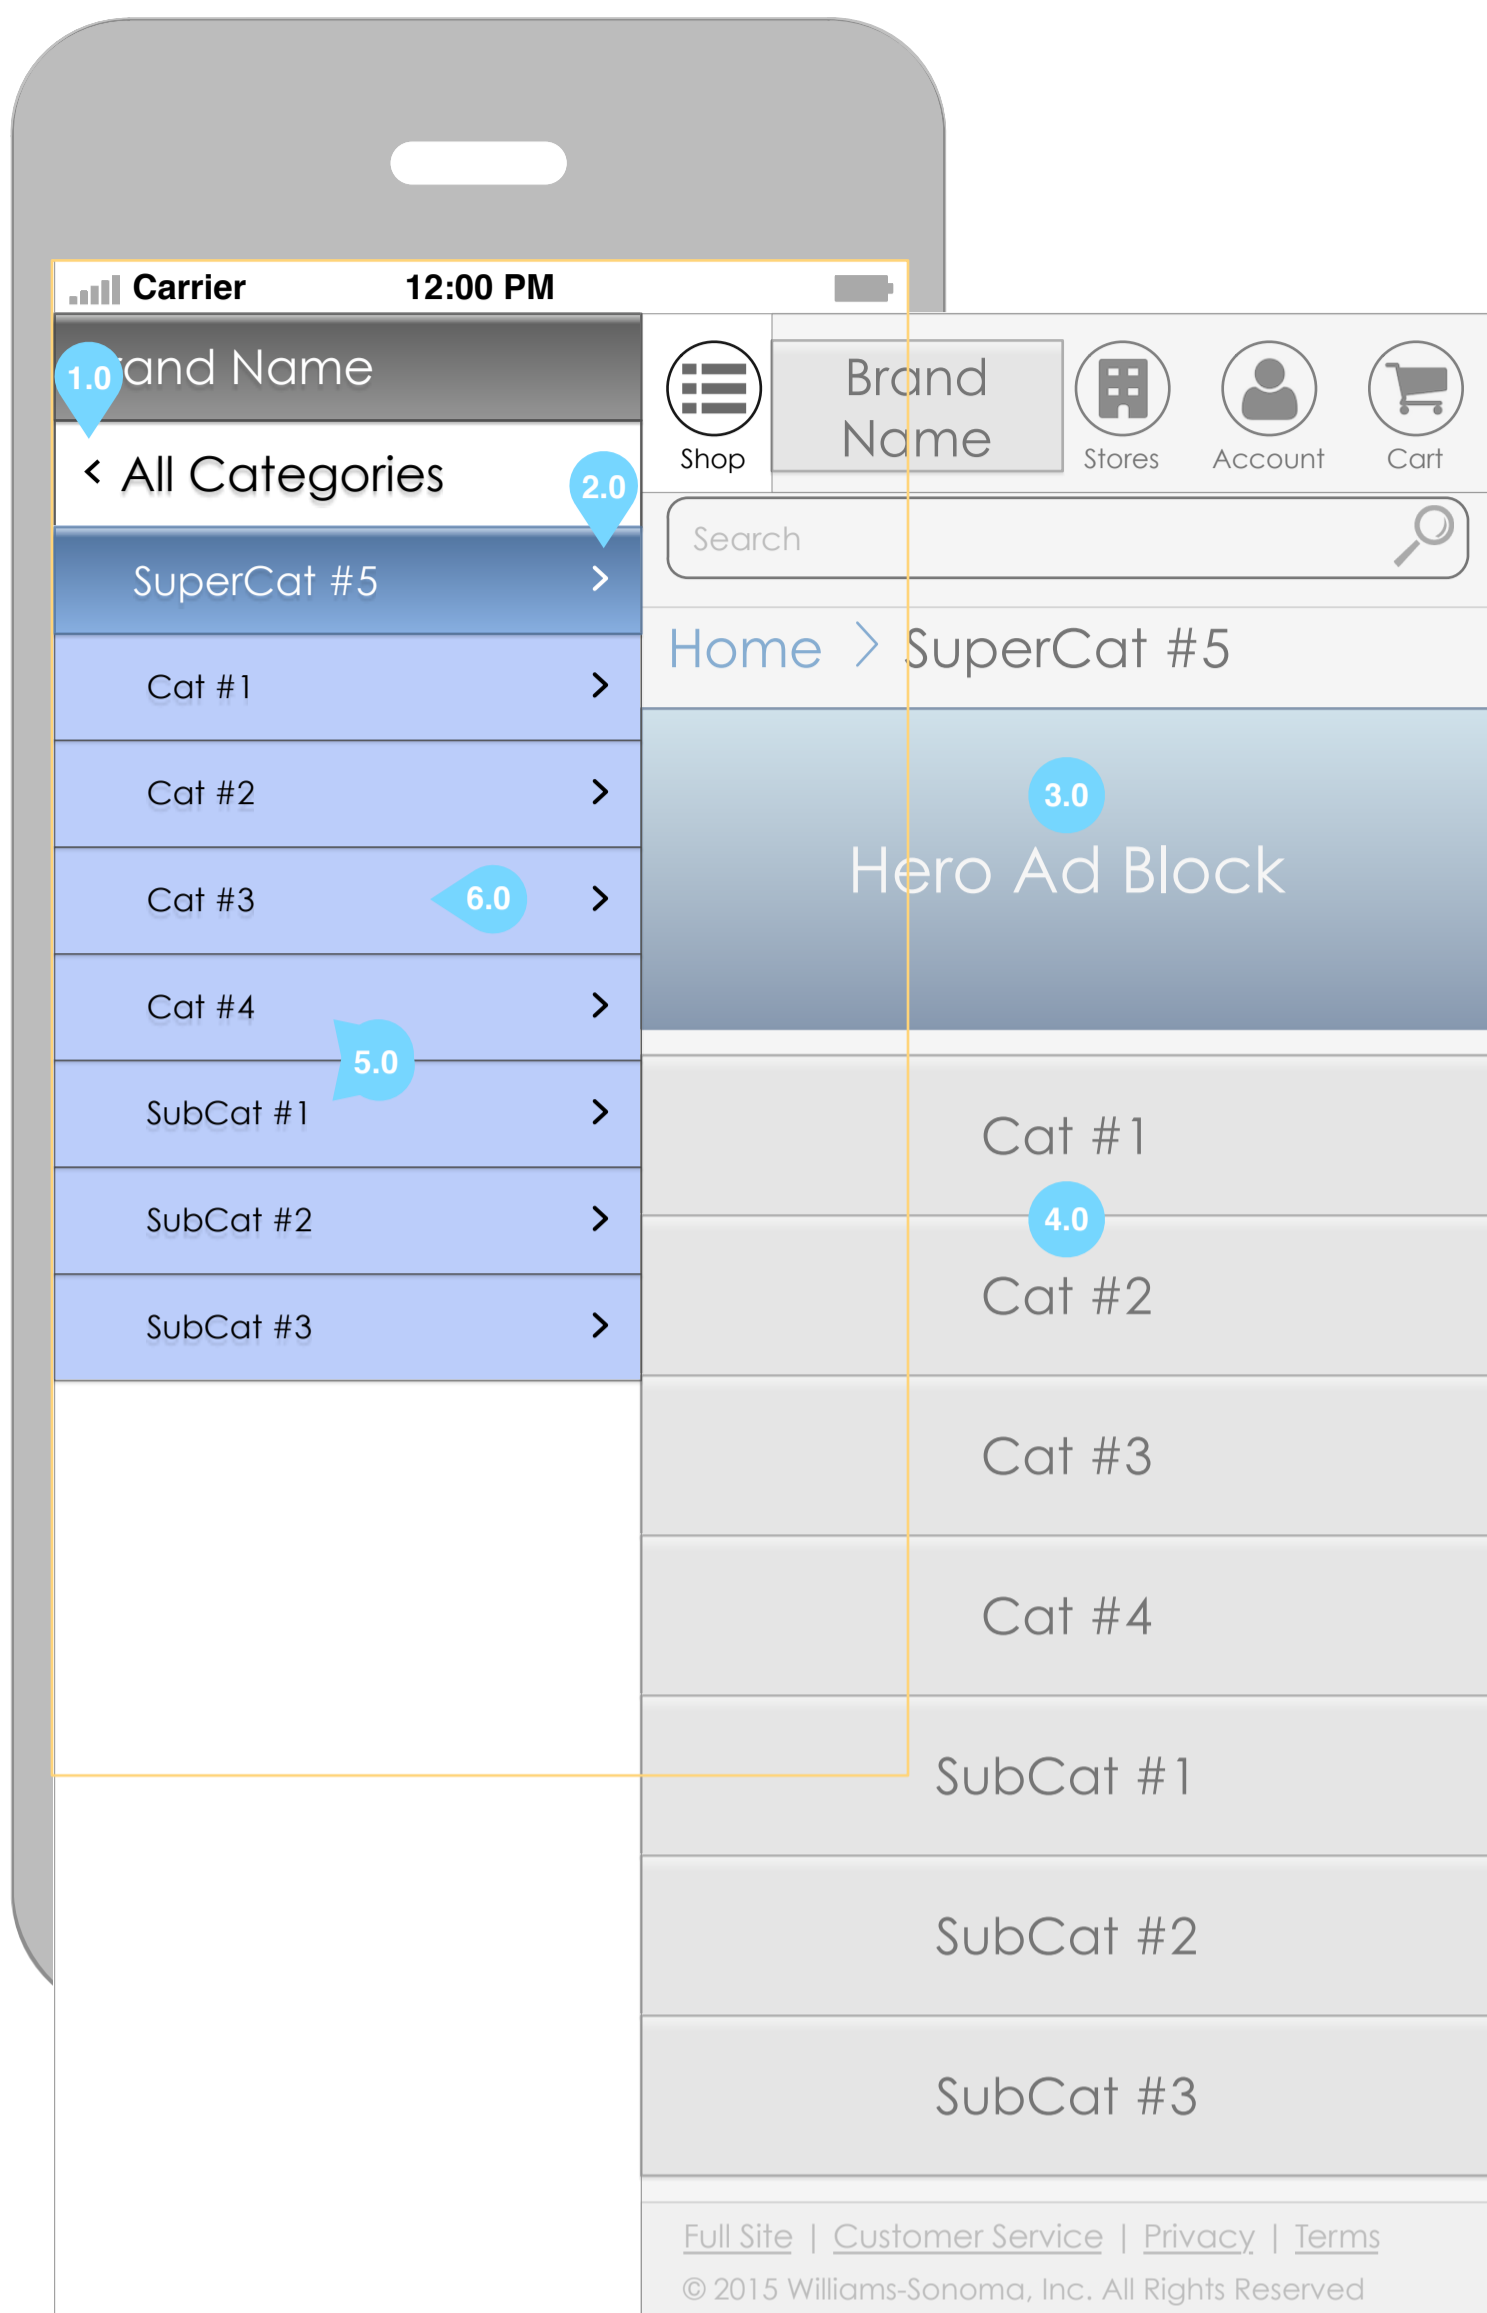 Carrier 12:00 PM
rand Name
1.0
< All Categories
2.0
SuperCat #5 >
Cat #1 >
Cat #2 >
Cat #3 6.0 >
Cat #4 >
5.0
SubCat #1 >
SubCat #2 >
SubCat #3 >
Shop
Brand
Name
Stores
Account
Cart
Search
Home > SuperCat #5
3.0
Hero Ad Block
Cat #1
4.0
Cat #2
Cat #3
Cat #4
SubCat #1
SubCat #2
SubCat #3
Full Site | Customer Service | Privacy | Terms
© 2015 Williams-Sonoma, Inc. All Rights Reserved